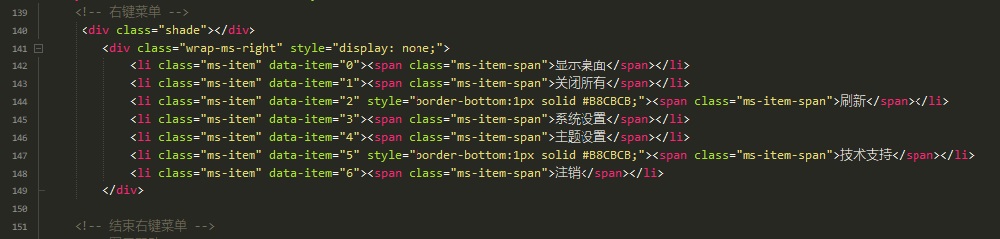 139 <!-- 右键菜单 -->
140 <div class="shade"></div>
141 <div class="wrap-ms-right" style="display: none;">
142 <li class="ms-item" data-item="0"><span class="ms-item-span">显示桌面</span></li>
143 <li class="ms-item" data-item="1"><span class="ms-item-span">关闭所有</span></li>
144 <li class="ms-item" data-item="2" style="border-bottom:1px solid #B8CBCB;"><span class="ms-item-span">刷新</span></li>
145 <li class="ms-item" data-item="3"><span class="ms-item-span">系统设置</span></li>
146 <li class="ms-item" data-item="4"><span class="ms-item-span">主题设置</span></li>
147 <li class="ms-item" data-item="5" style="border-bottom:1px solid #B8CBCB;"><span class="ms-item-span">技术支持</span></li>
148 <li class="ms-item" data-item="6"><span class="ms-item-span">注销</span></li>
149 </div>
150
151 <!-- 结束右键菜单 -->